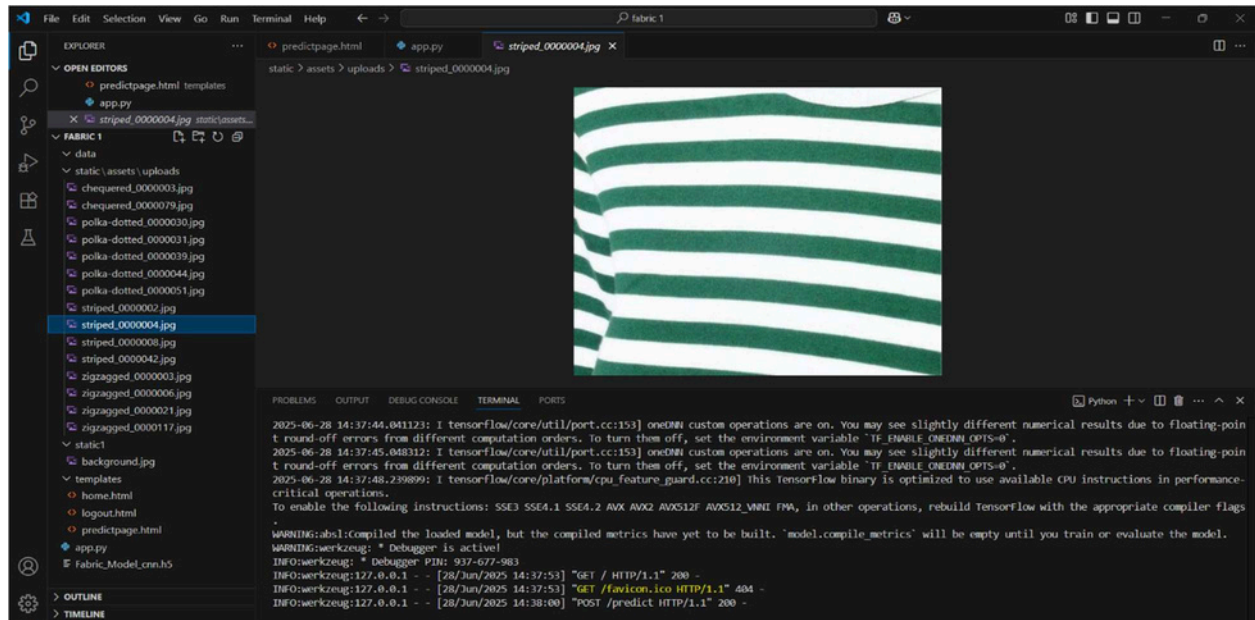 File Edit Selection View Go Run Terminal Help
fabric 1
EXPLORER
OPEN EDITORS
predictpage.html templates
app.py
striped_0000004.jpg static\assets...
FABRIC 1
data
static\assets\uploads
chequered_0000003.jpg
chequered_0000079.jpg
polka-dotted_0000030.jpg
polka-dotted_0000031.jpg
polka-dotted_0000039.jpg
polka-dotted_0000044.jpg
polka-dotted_0000051.jpg
striped_0000002.jpg
striped_0000004.jpg
striped_0000008.jpg
striped_0000042.jpg
zigzagged_0000003.jpg
zigzagged_0000006.jpg
zigzagged_0000021.jpg
zigzagged_0000117.jpg
static1
background.jpg
templates
home.html
logout.html
predictpage.html
app.py
Fabric_Model_cnn.h5
OUTLINE
TIMELINE
predictpage.html app.py striped_0000004.jpg
static > assets > uploads > striped_0000004.jpg
PROBLEMS OUTPUT DEBUG CONSOLE TERMINAL PORTS
Python
2025-06-28 14:37:44.041123: I tensorflow/core/util/port.cc:153] oneDNN custom operations are on. You may see slightly different numerical results due to floating-poin
t round-off errors from different computation orders. To turn them off, set the environment variable `TF_ENABLE_ONEDNN_OPTS=0`.
2025-06-28 14:37:45.048312: I tensorflow/core/util/port.cc:153] oneDNN custom operations are on. You may see slightly different numerical results due to floating-poin
t round-off errors from different computation orders. To turn them off, set the environment variable `TF_ENABLE_ONEDNN_OPTS=0`.
2025-06-28 14:37:48.239899: I tensorflow/core/platform/cpu_feature_guard.cc:210] This TensorFlow binary is optimized to use available CPU instructions in performance-
critical operations.
To enable the following instructions: SSE3 SSE4.1 SSE4.2 AVX AVX2 AVX512F AVX512_VNNI FMA, in other operations, rebuild TensorFlow with the appropriate compiler flags
.
WARNING:absl:Compiled the loaded model, but the compiled metrics have yet to be built. `model.compile_metrics` will be empty until you train or evaluate the model.
WARNING:werkzeug: * Debugger is active!
INFO:werkzeug: * Debugger PIN: 937-677-983
INFO:werkzeug:127.0.0.1 - - [28/Jun/2025 14:37:53] "GET / HTTP/1.1" 200 -
INFO:werkzeug:127.0.0.1 - - [28/Jun/2025 14:37:53] "GET /favicon.ico HTTP/1.1" 404 -
INFO:werkzeug:127.0.0.1 - - [28/Jun/2025 14:38:00] "POST /predict HTTP/1.1" 200 -